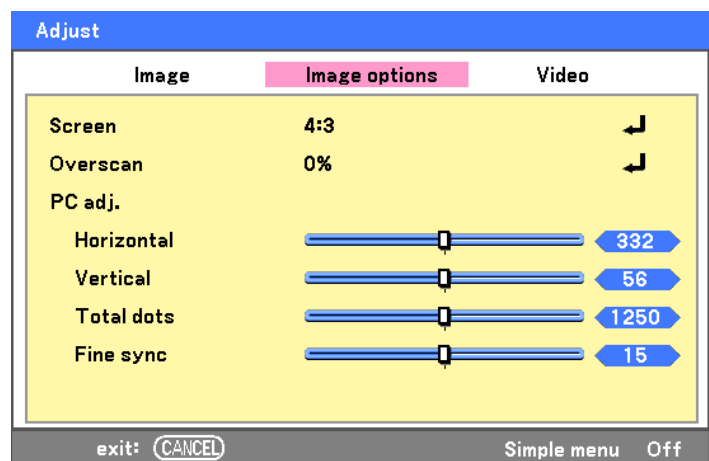 Adjust
Image Image options Video
Screen 4:3
Overscan 0%
PC adj.
Horizontal 332
Vertical 56
Total dots 1250
Fine sync 15
exit: CANCEL Simple menu Off